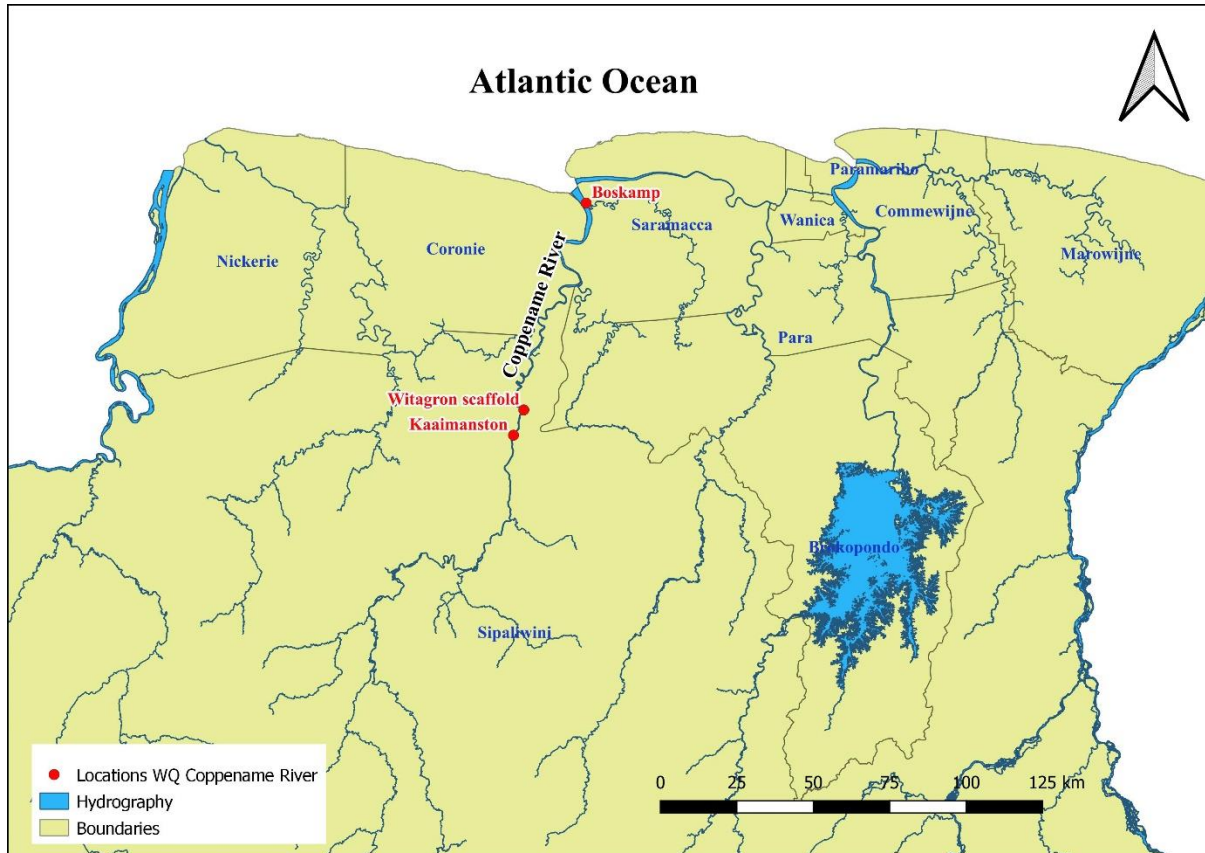 Atlantic Ocean
Paramaribo
Boskamp
Wanica
Commewijne
Saramacca
Coronie
Nickerie
Marowijne
Coppename River
Para
Witagron scaffold
Kaaimanston
Brokopondo
Sipaliwini
Locations WQ Coppename River
Hydrography
Boundaries
0 25 50 75 100 125 km